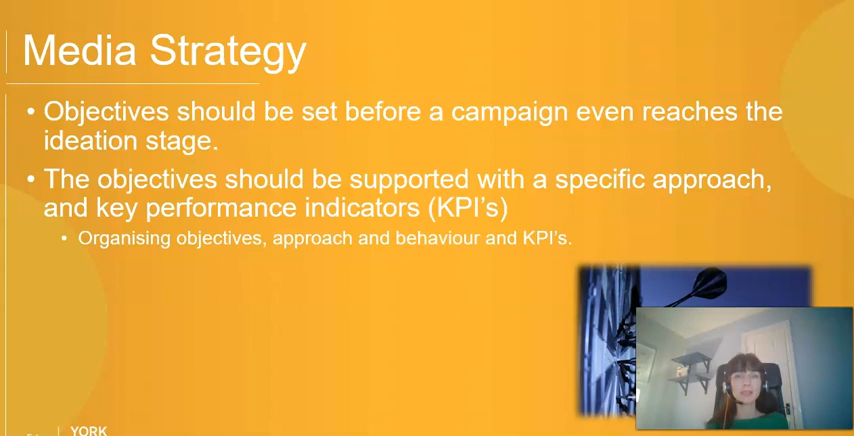 Media Strategy
• Objectives should be set before a campaign even reaches the
ideation stage.
• The objectives should be supported with a specific approach,
and key performance indicators (KPI's)
• Organising objectives, approach and behaviour and KPI's.
YORK